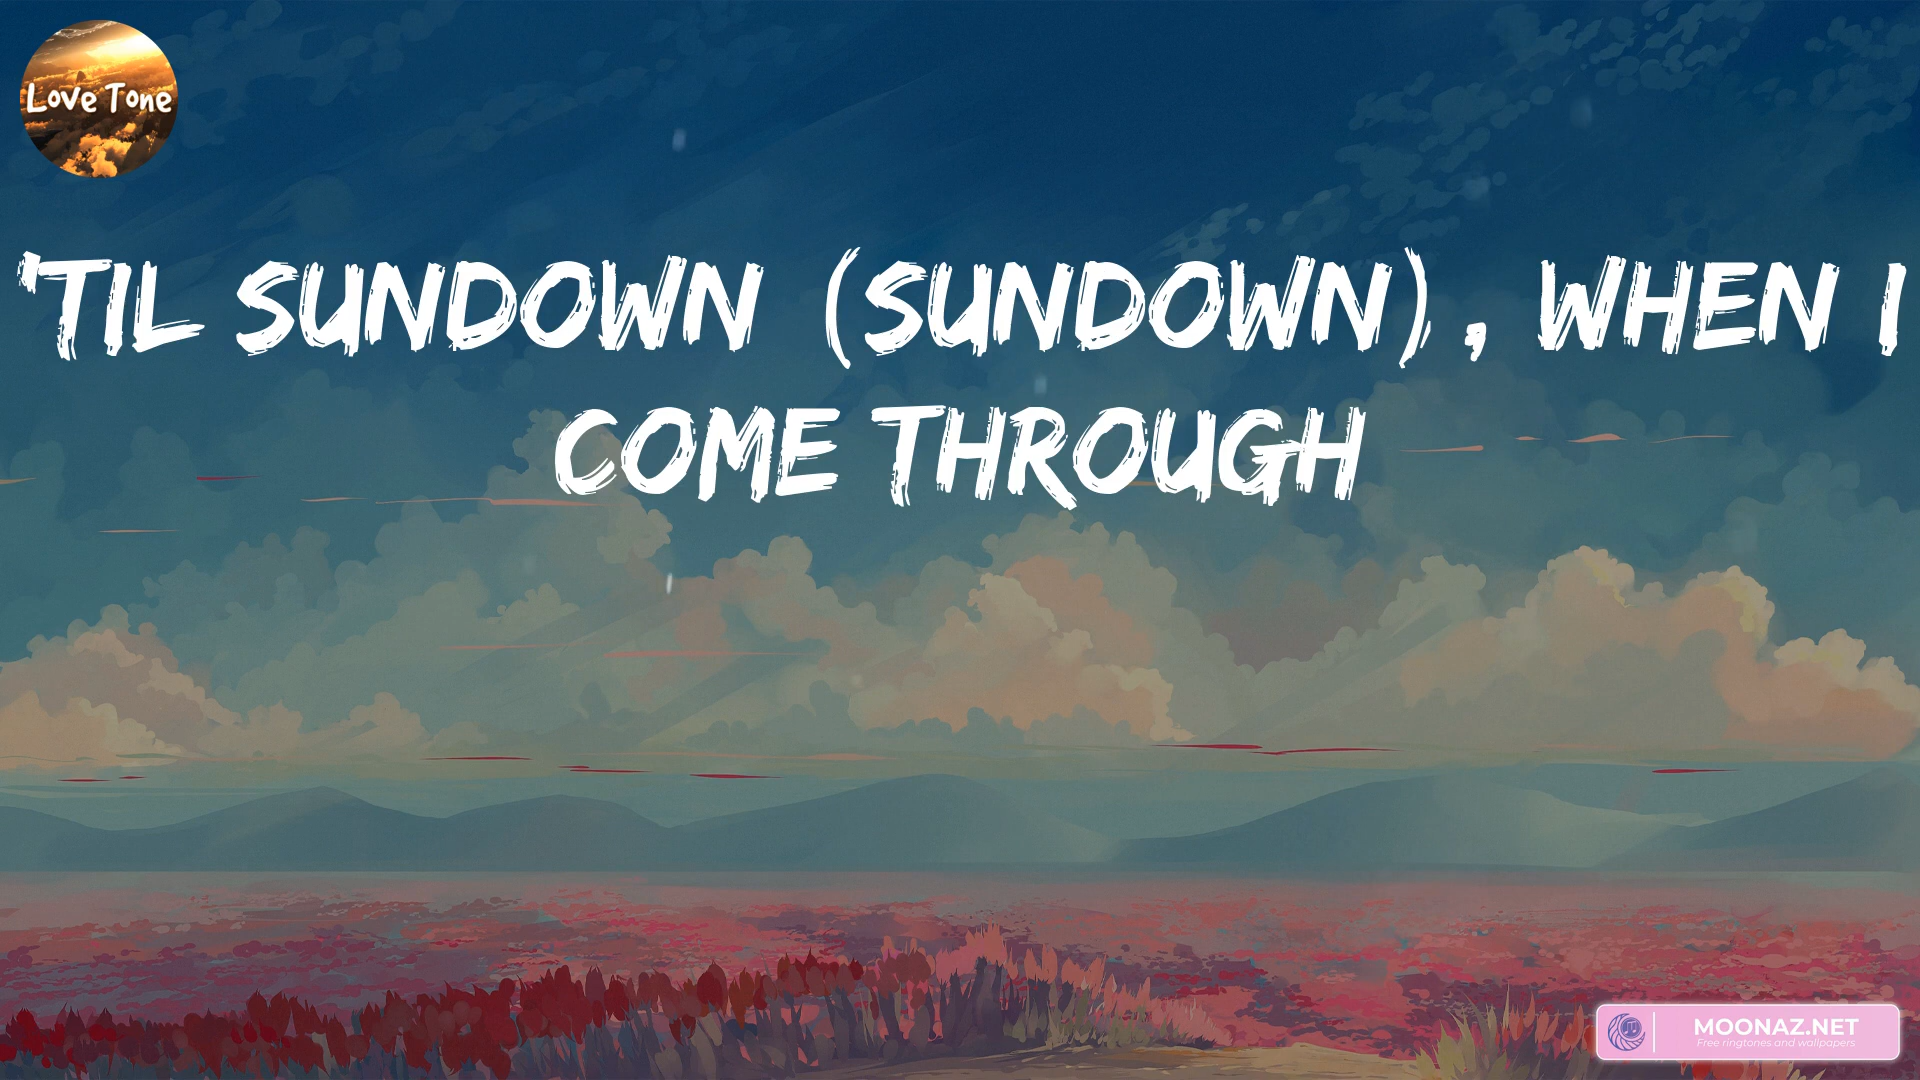 Love Tone
'TIL SUNDOWN (SUNDOWN), WHEN I
COME THROUGH
MOONAZ.NET
Free ringtones and wallpapers